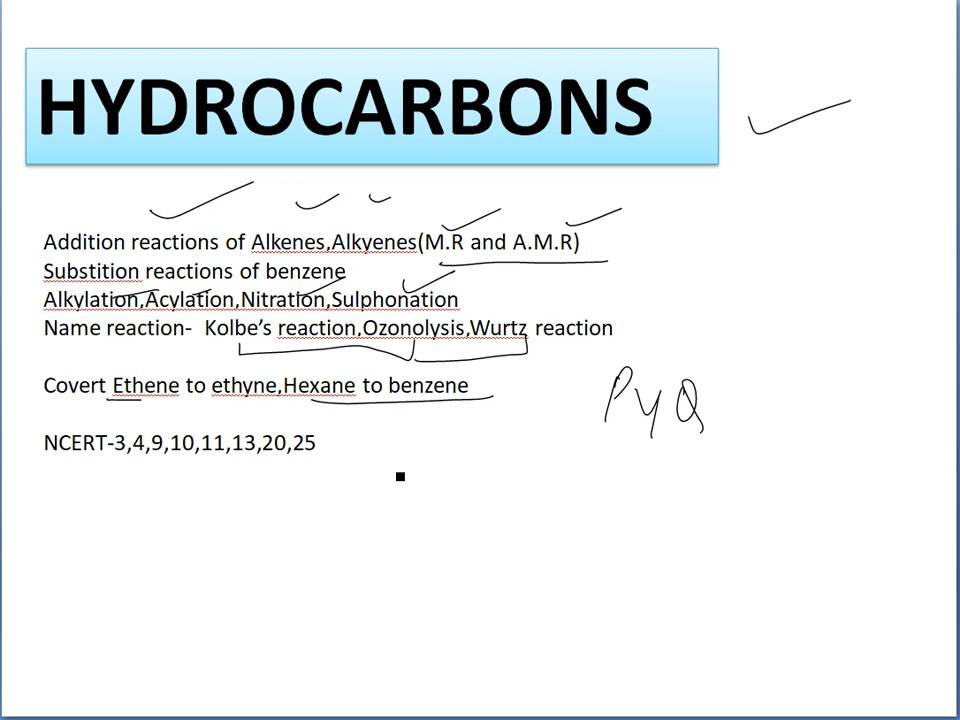 HYDROCARBONS
Addition reactions of Alkenes,Alkyenes(M.R and A.M.R)
Substition reactions of benzene
Alkylation,Acylation,Nitration,Sulphonation
Name reaction- Kolbe's reaction,Ozonolysis,Wurtz reaction
Covert Ethene to ethyne,Hexane to benzene
PYQ
NCERT-3,4,9,10,11,13,20,25